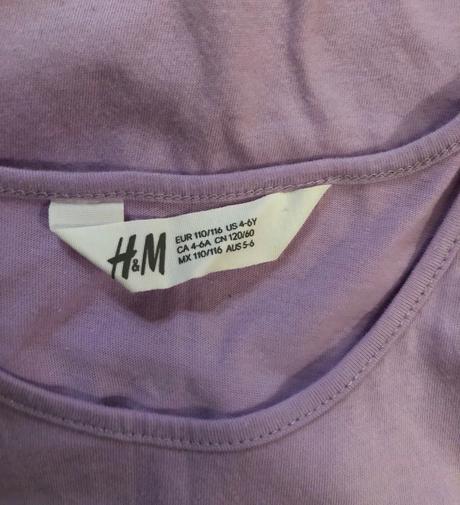 H&M
EUR 110/116 US 4-6Y
CA 4-6A CN 120/60
MX 110/116 AUS 5-6